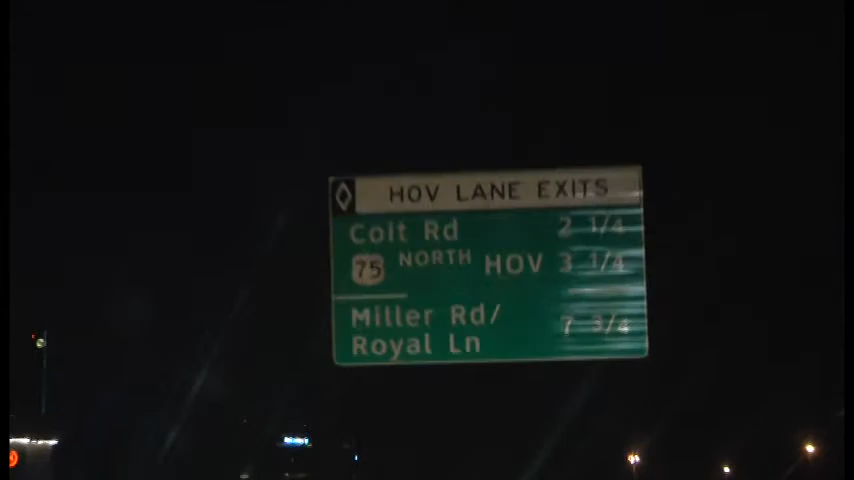 HOV LANE EXITS
Coit Rd 2 1/4
75 NORTH HOV 3 1/4
Miller Rd/
Royal Ln 7 3/4